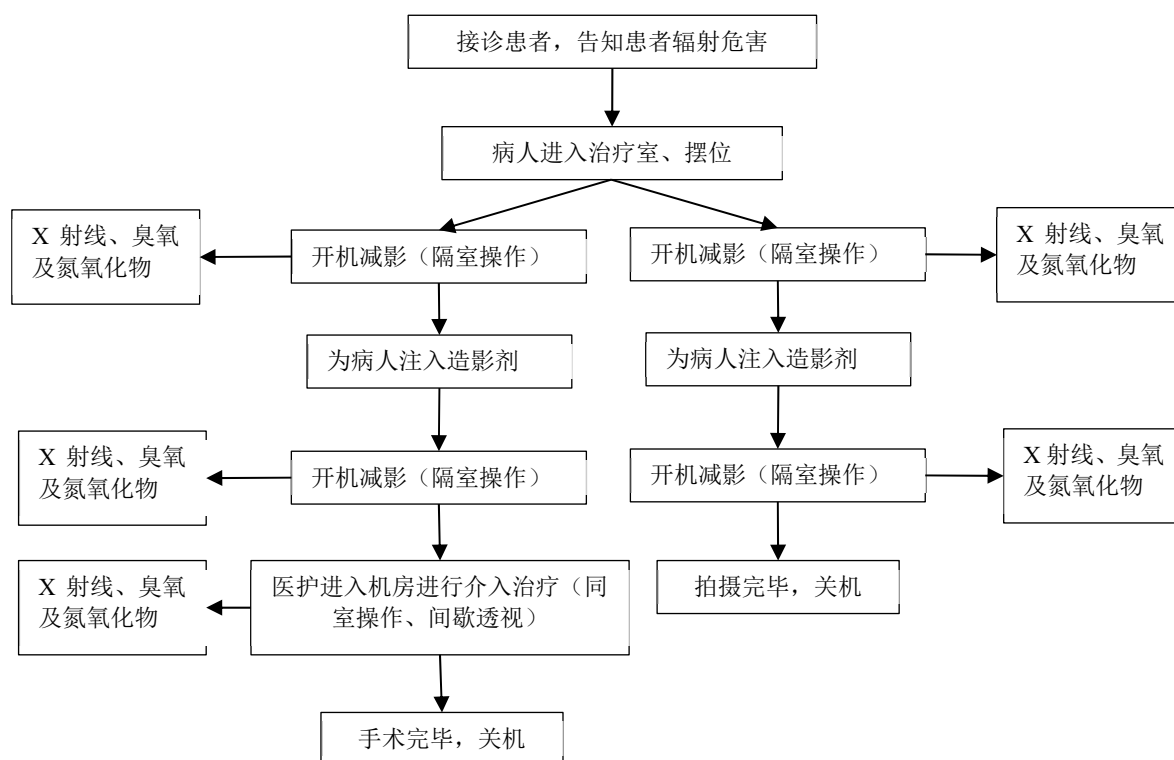 接诊患者，告知患者辐射危害
病人进入治疗室、摆位
X 射线、臭氧
及氮氧化物
开机减影（隔室操作）
开机减影（隔室操作）
X 射线、臭氧
及氮氧化物
为病人注入造影剂
为病人注入造影剂
X 射线、臭氧
及氮氧化物
开机减影（隔室操作）
开机减影（隔室操作）
X 射线、臭氧
及氮氧化物
X 射线、臭氧
及氮氧化物
医护进入机房进行介入治疗（同
室操作、间歇透视）
拍摄完毕，关机
手术完毕，关机